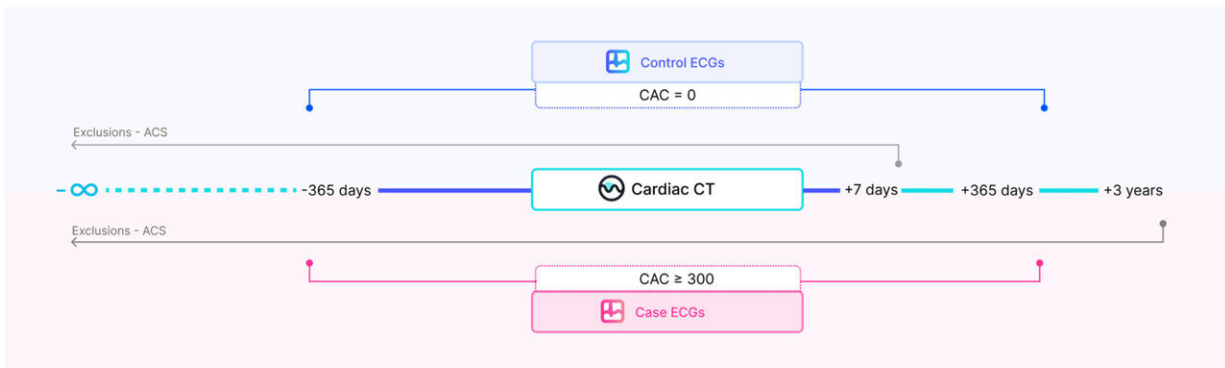 Control ECGs
CAC = 0
Exclusions - ACS
-∞ -365 days Cardiac CT +7 days +365 days +3 years
Exclusions - ACS
CAC ≥ 300
Case ECGs